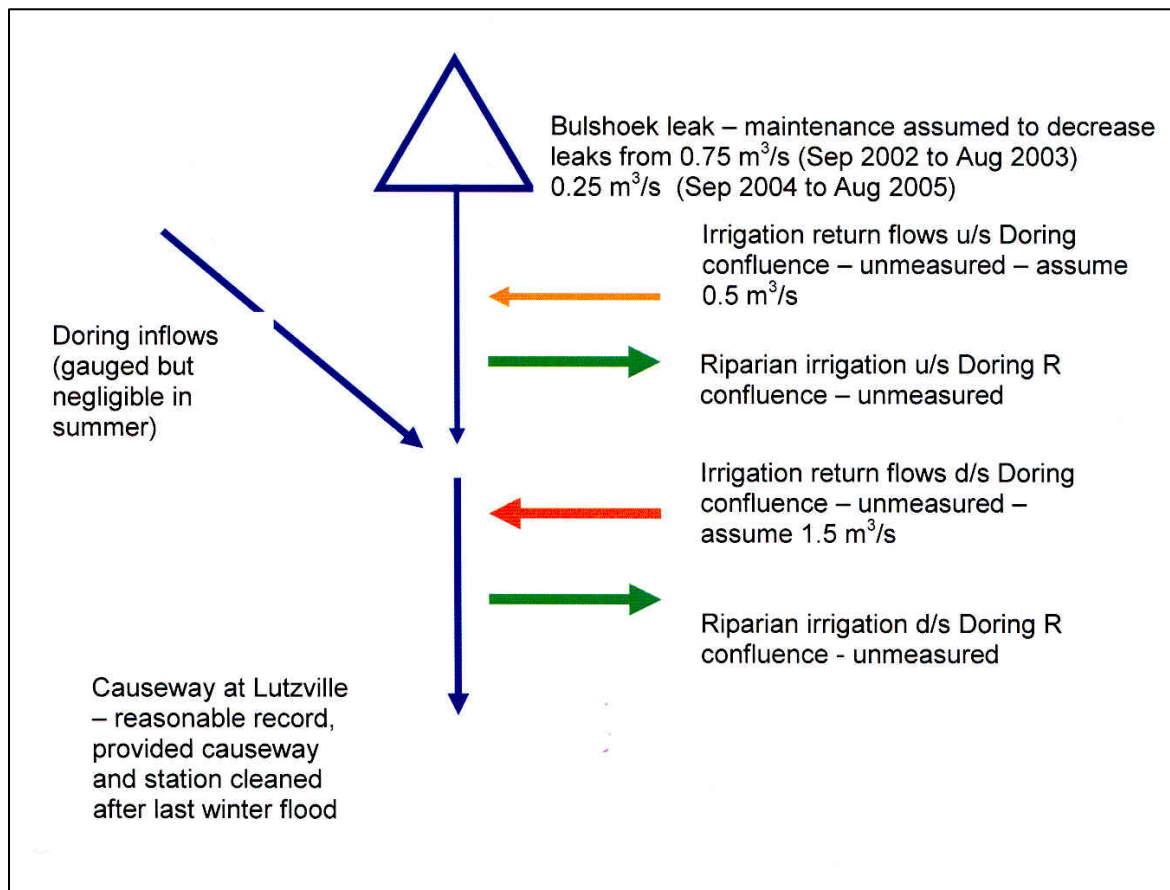 Bulshoek leak – maintenance assumed to decrease
leaks from 0.75 m³/s (Sep 2002 to Aug 2003)
0.25 m³/s  (Sep 2004 to Aug 2005)
Irrigation return flows u/s Doring
confluence – unmeasured – assume
0.5 m³/s
Doring inflows
(gauged but
negligible in
summer)
Riparian irrigation u/s Doring R
confluence – unmeasured
Irrigation return flows d/s Doring
confluence – unmeasured –
assume 1.5 m³/s
Riparian irrigation d/s Doring R
confluence - unmeasured
Causeway at Lutzville
– reasonable record,
provided causeway
and station cleaned
after last winter flood